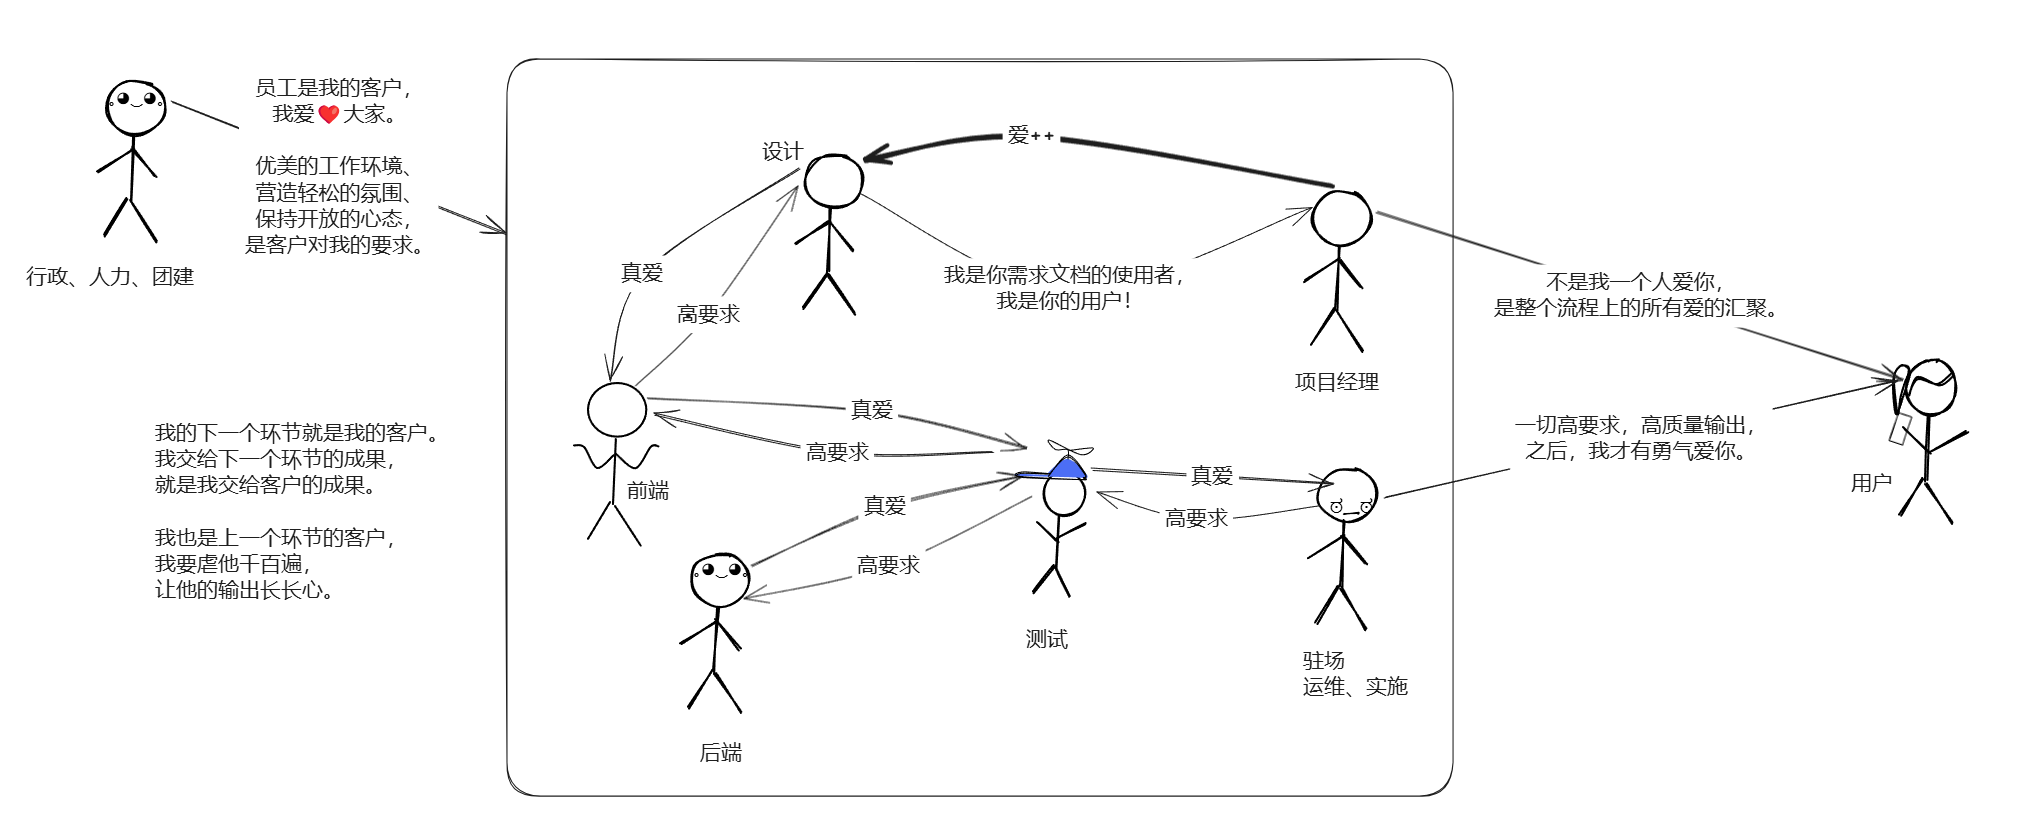 员工是我的客户，
我爱❤️大家。
优美的工作环境、
营造轻松的氛围、
保持开放的心态，
是客户对我的要求。
行政、人力、团建
我的下一个环节就是我的客户。
我交给下一个环节的成果，
就是我交给客户的成果。
我也是上一个环节的客户，
我要虐他千百遍，
让他的输出长长心。
设计
爱++
真爱
高要求
我是你需求文档的使用者，
我是你的用户！
项目经理
前端
真爱
高要求
真爱
高要求
后端
测试
真爱
高要求
驻场
运维、实施
不是我一个人爱你，
是整个流程上的所有爱的汇聚。
一切高要求，高质量输出，
之后，我才有勇气爱你。
用户